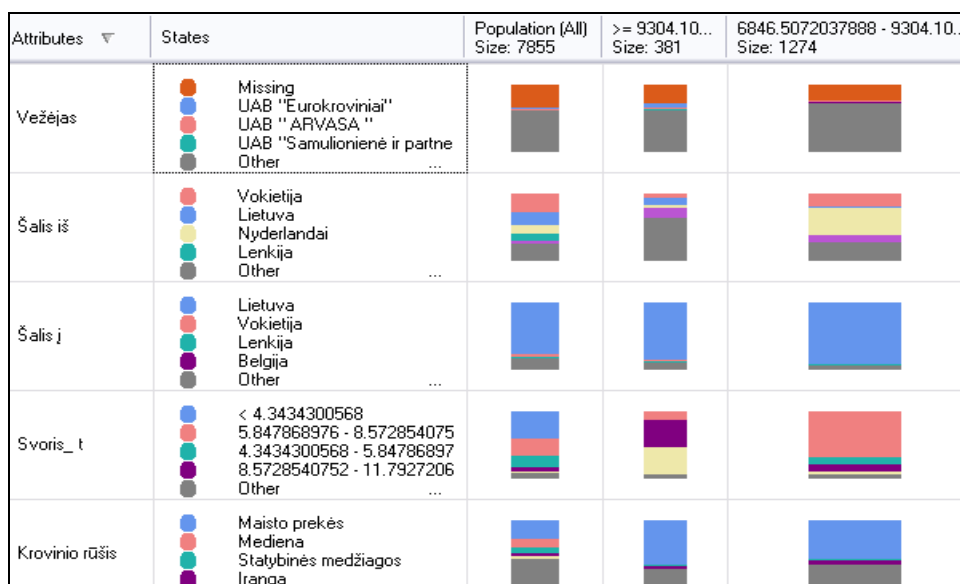 Attributes States Population (All) >= 9304.10... 6846.5072037888 - 9304.10...
Size: 7855 Size: 381 Size: 1274
Vežėjas
Missing
UAB "Eurokroviniai"
UAB " ARVASA "
UAB "Samulionienė ir partne
Other ...
Šalis iš
Vokietija
Lietuva
Nyderlandai
Lenkija
Other ...
Šalis į
Lietuva
Vokietija
Lenkija
Belgija
Other ...
Svoris_ t
< 4.3434300568
5.847868976 - 8.572854075
4.3434300568 - 5.84786897
8.5728540752 - 11.7927206
Other ...
Krovinio rūšis
Maisto prekės
Mediena
Statybinės medžiagos
Įranga